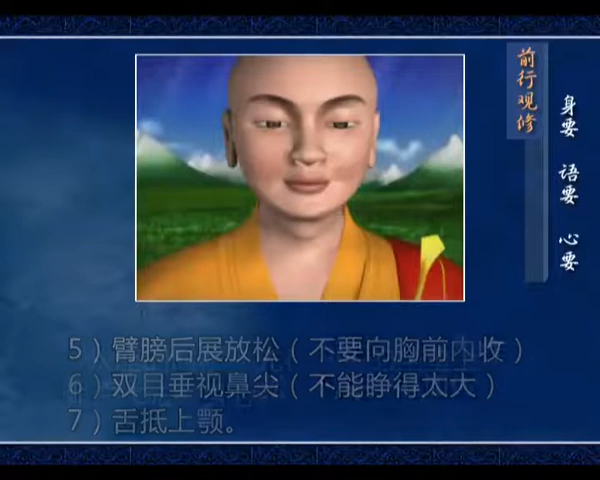 前行观修
身要 语要 心要
5）臂膀后展放松（不要向胸前内收）
6）双目垂视鼻尖（不能睁得太大）
7）舌抵上颚。